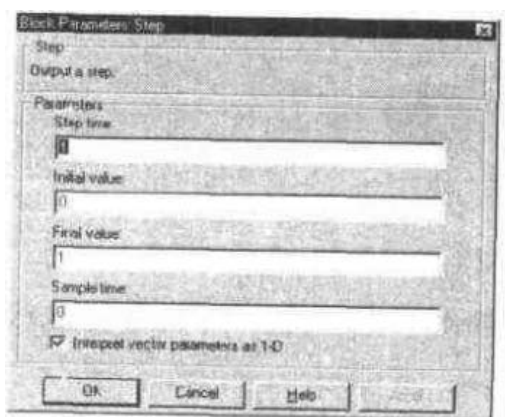 Block Parameters: Step
Step
Output a step.
Parameters
Step time:
Initial value:
0
Final value:
1
Sample time:
0
Interpret vector parameters as 1-D
OK
Cancel
Help
Apply